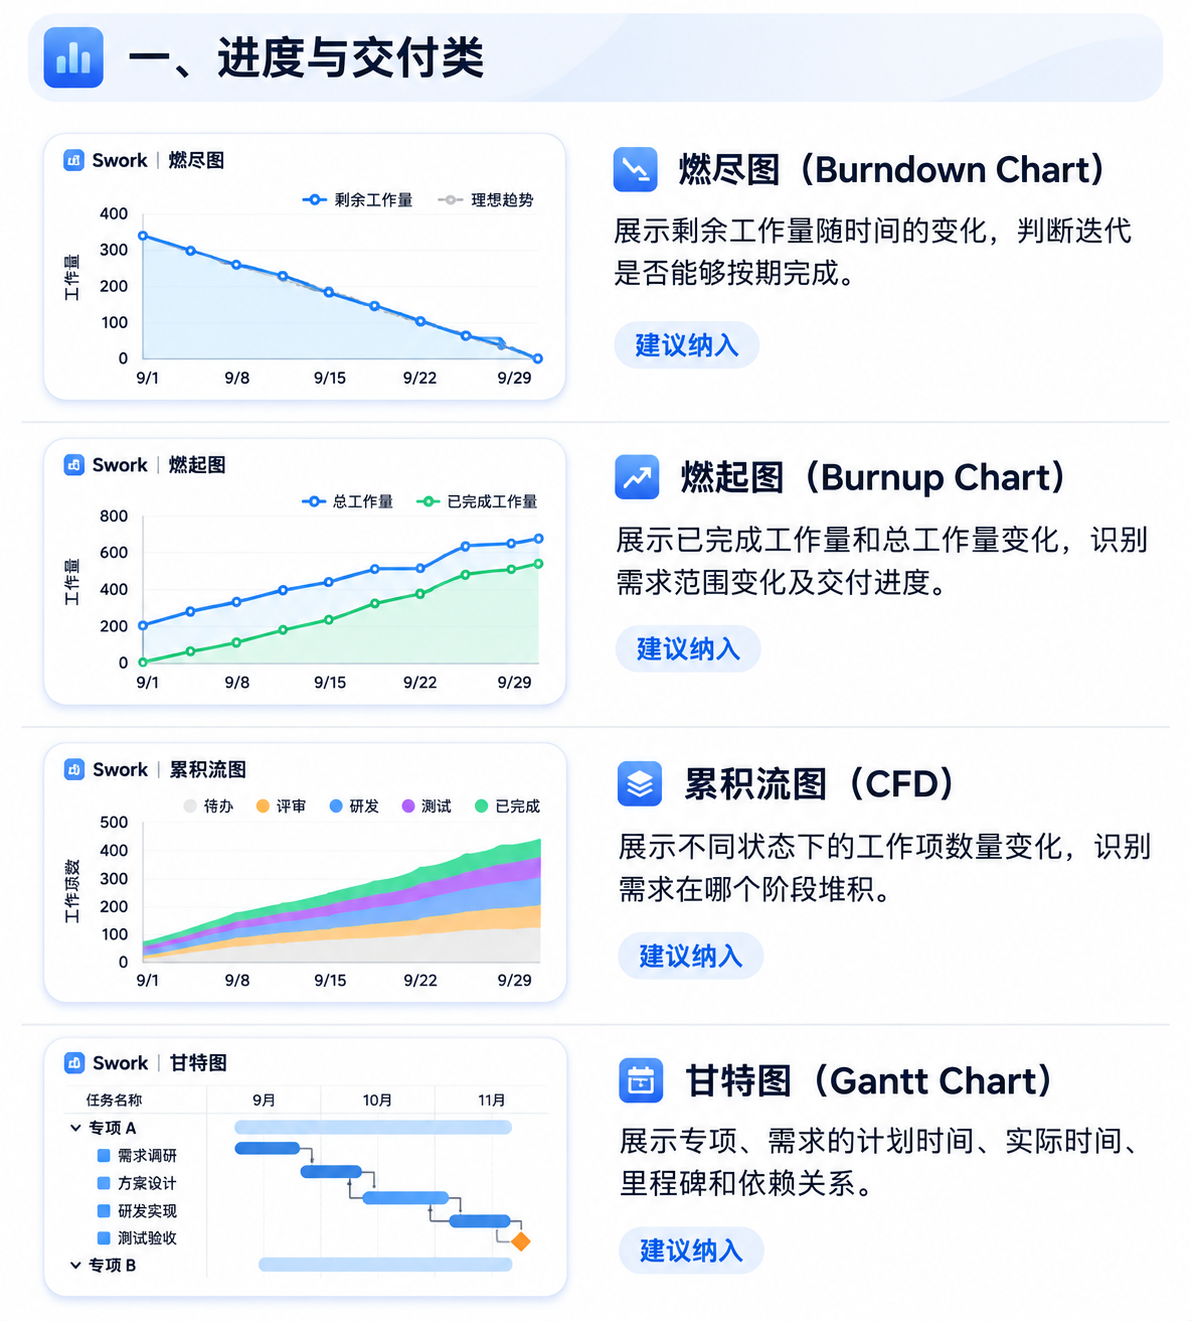 一、进度与交付类
Swork | 燃尽图
剩余工作量 理想趋势
工作量
400
300
200
100
0
9/1 9/8 9/15 9/22 9/29
燃尽图（Burndown Chart）
展示剩余工作量随时间的变化，判断迭代
是否能够按期完成。
建议纳入
Swork | 燃起图
总工作量 已完成工作量
工作量
800
600
400
200
0
9/1 9/8 9/15 9/22 9/29
燃起图（Burnup Chart）
展示已完成工作量和总工作量变化，识别
需求范围变化及交付进度。
建议纳入
Swork | 累积流图
待办 评审 研发 测试 已完成
工作项数
500
400
300
200
100
0
9/1 9/8 9/15 9/22 9/29
累积流图（CFD）
展示不同状态下的工作项数量变化，识别
需求在哪个阶段堆积。
建议纳入
Swork | 甘特图
任务名称 9月 10月 11月
专项 A
需求调研
方案设计
研发实现
测试验收
专项 B
甘特图（Gantt Chart）
展示专项、需求的计划时间、实际时间、
里程碑和依赖关系。
建议纳入